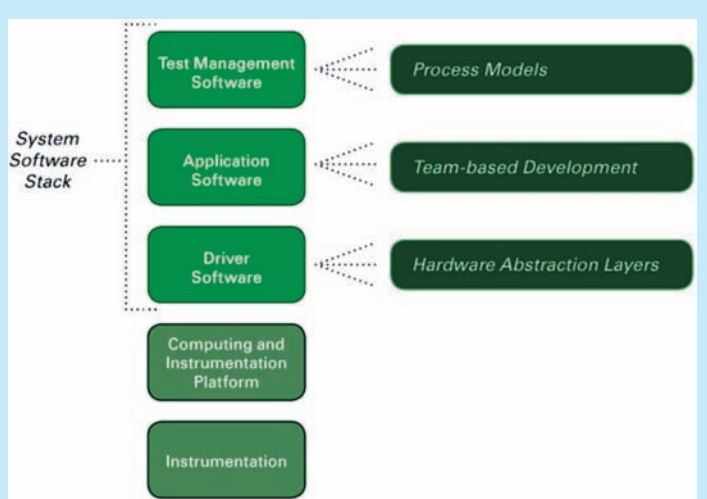 Test Management
Software
Process Models
System
Software
Stack
Application
Software
Team-based Development
Driver
Software
Hardware Abstraction Layers
Computing and
Instrumentation
Platform
Instrumentation